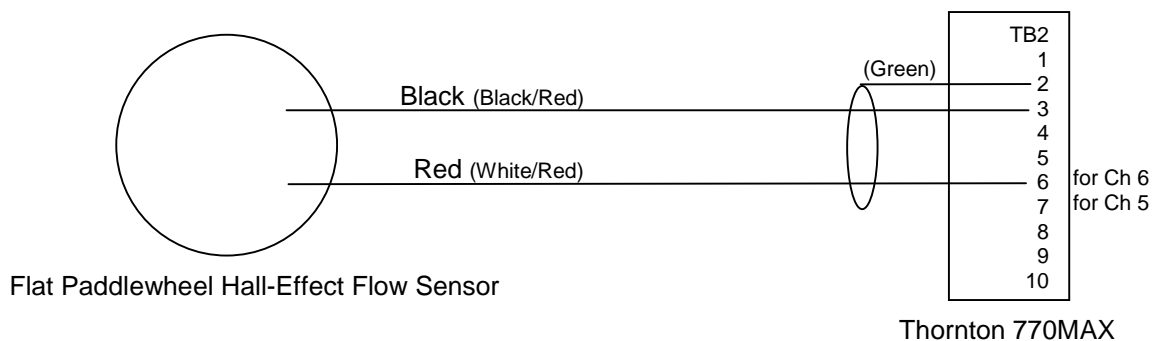 TB2
1
(Green)
2
Black (Black/Red)
3
4
5
Red (White/Red)
6 for Ch 6
7 for Ch 5
8
9
10
Flat Paddlewheel Hall-Effect Flow Sensor
Thornton 770MAX